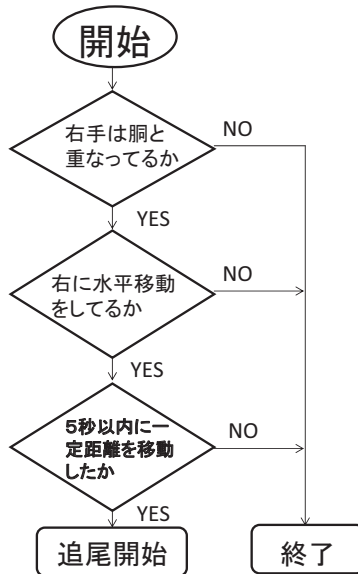 開始
右手は胴と
重なってるか
NO
YES
右に水平移動
をしてるか
NO
YES
5秒以内に一
定距離を移動
したか
NO
YES
追尾開始
終了